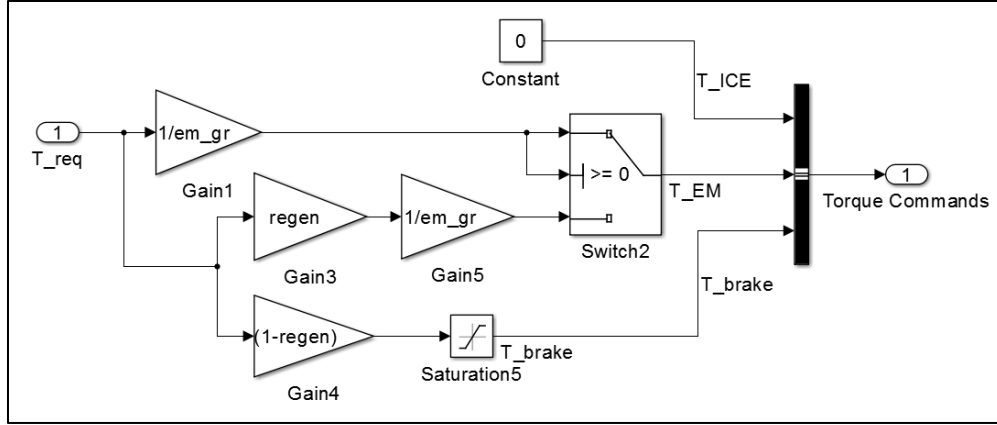 0
Constant
T_ICE
1
T_req
1/em_gr
Gain1
>= 0
Switch2
T_EM
1
Torque Commands
regen
Gain3
1/em_gr
Gain5
T_brake
(1-regen)
Gain4
Saturation5
T_brake